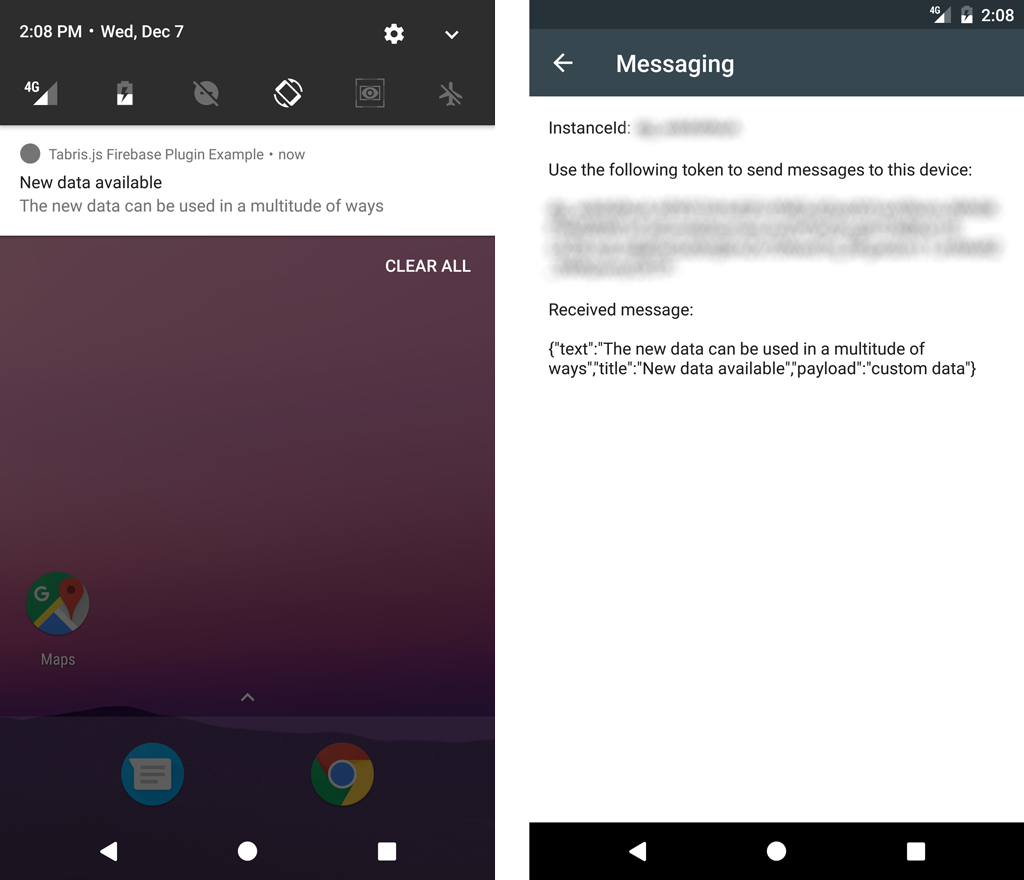 2:08 PM • Wed, Dec 7
4G
Tabris.js Firebase Plugin Example • now
New data available
The new data can be used in a multitude of ways
CLEAR ALL
G
Maps
4G 2:08
Messaging
InstanceId:
Use the following token to send messages to this device:
Received message:
{"text":"The new data can be used in a multitude of
ways","title":"New data available","payload":"custom data"}